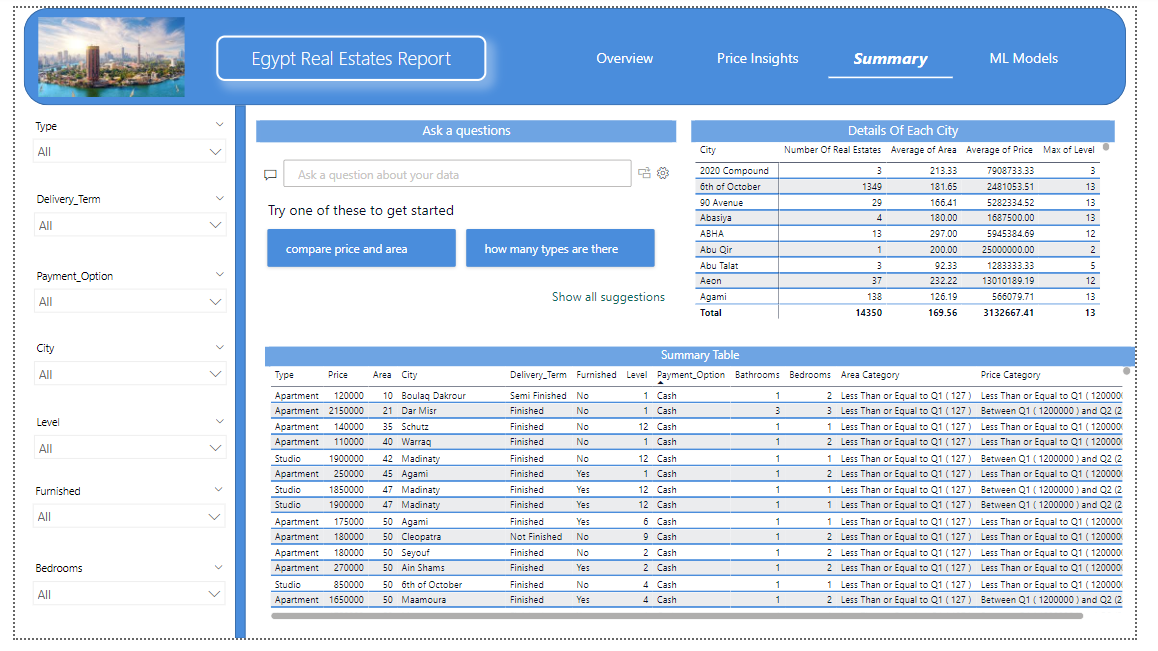 Egypt Real Estates Report
Overview
Price Insights
Summary
ML Models
Type
All
Delivery_Term
All
Payment_Option
All
City
All
Level
All
Furnished
All
Bedrooms
All
Ask a questions
Ask a question about your data
Try one of these to get started
compare price and area
how many types are there
Show all suggestions
Details Of Each City
City Number Of Real Estates Average of Area Average of Price Max of Level
2020 Compound 3 213.33 7908733.33 3
6th of October 1349 181.65 2481053.51 13
90 Avenue 29 166.41 5282334.52 13
Abasiya 4 180.00 1687500.00 13
ABHA 13 297.00 5945384.69 12
Abu Qir 1 200.00 25000000.00 2
Abu Talat 3 92.33 1283333.33 5
Aeon 37 232.22 13010189.19 12
Agami 138 126.19 566079.71 13
Total 14350 169.56 3132667.41 13
Summary Table
Type Price Area City Delivery_Term Furnished Level Payment_Option Bathrooms Bedrooms Area Category Price Category
Apartment 120000 10 Boulaq Dakrour Semi Finished No 1 Cash 1 2 Less Than or Equal to Q1 ( 127 ) Less Than or Equal to Q1 ( 1200000
Apartment 2150000 21 Dar Misr Finished No 1 Cash 3 3 Less Than or Equal to Q1 ( 127 ) Between Q1 ( 1200000 ) and Q2 (2
Apartment 140000 35 Schutz Finished No 12 Cash 1 1 Less Than or Equal to Q1 ( 127 ) Less Than or Equal to Q1 ( 1200000
Apartment 110000 40 Warraq Finished No 1 Cash 1 2 Less Than or Equal to Q1 ( 127 ) Less Than or Equal to Q1 ( 1200000
Studio 1900000 42 Madinaty Finished No 12 Cash 1 1 Less Than or Equal to Q1 ( 127 ) Between Q1 ( 1200000 ) and Q2 (2
Apartment 250000 45 Agami Finished Yes 1 Cash 1 2 Less Than or Equal to Q1 ( 127 ) Less Than or Equal to Q1 ( 1200000
Studio 1850000 47 Madinaty Finished Yes 12 Cash 1 1 Less Than or Equal to Q1 ( 127 ) Between Q1 ( 1200000 ) and Q2 (2
Studio 1900000 47 Madinaty Finished Yes 12 Cash 1 1 Less Than or Equal to Q1 ( 127 ) Between Q1 ( 1200000 ) and Q2 (2
Apartment 175000 50 Agami Finished Yes 6 Cash 1 1 Less Than or Equal to Q1 ( 127 ) Less Than or Equal to Q1 ( 1200000
Apartment 180000 50 Cleopatra Not Finished No 9 Cash 1 2 Less Than or Equal to Q1 ( 127 ) Less Than or Equal to Q1 ( 1200000
Apartment 180000 50 Seyouf Finished No 2 Cash 1 2 Less Than or Equal to Q1 ( 127 ) Less Than or Equal to Q1 ( 1200000
Apartment 270000 50 Ain Shams Finished Yes 2 Cash 1 2 Less Than or Equal to Q1 ( 127 ) Less Than or Equal to Q1 ( 1200000
Studio 850000 50 6th of October Finished No 4 Cash 1 1 Less Than or Equal to Q1 ( 127 ) Less Than or Equal to Q1 ( 1200000
Apartment 1650000 50 Maamoura Finished Yes 4 Cash 1 2 Less Than or Equal to Q1 ( 127 ) Between Q1 ( 1200000 ) and Q2 (2